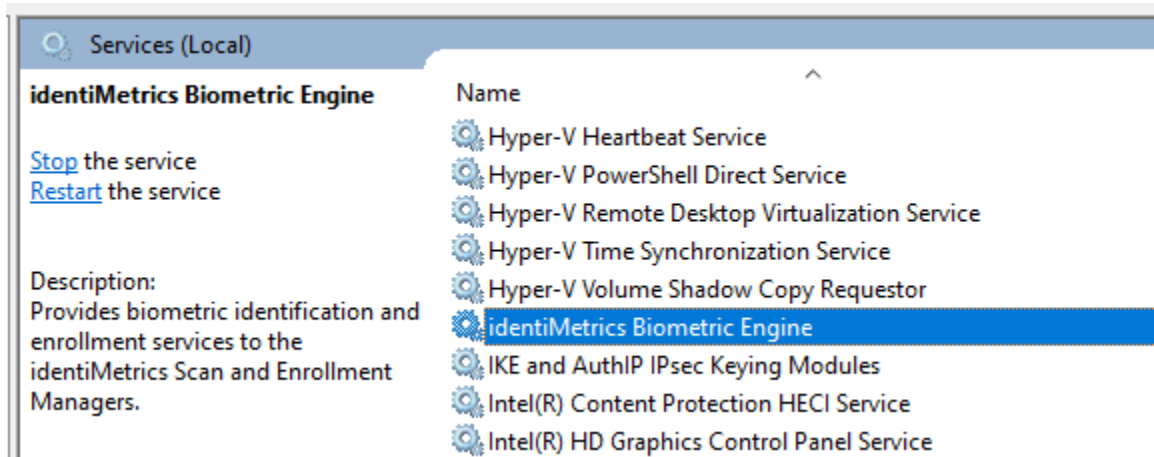 Services (Local)
identiMetrics Biometric Engine
Stop the service
Restart the service
Description:
Provides biometric identification and
enrollment services to the
identiMetrics Scan and Enrollment
Managers.
Name
Hyper-V Heartbeat Service
Hyper-V PowerShell Direct Service
Hyper-V Remote Desktop Virtualization Service
Hyper-V Time Synchronization Service
Hyper-V Volume Shadow Copy Requestor
identiMetrics Biometric Engine
IKE and AuthIP IPsec Keying Modules
Intel(R) Content Protection HECI Service
Intel(R) HD Graphics Control Panel Service